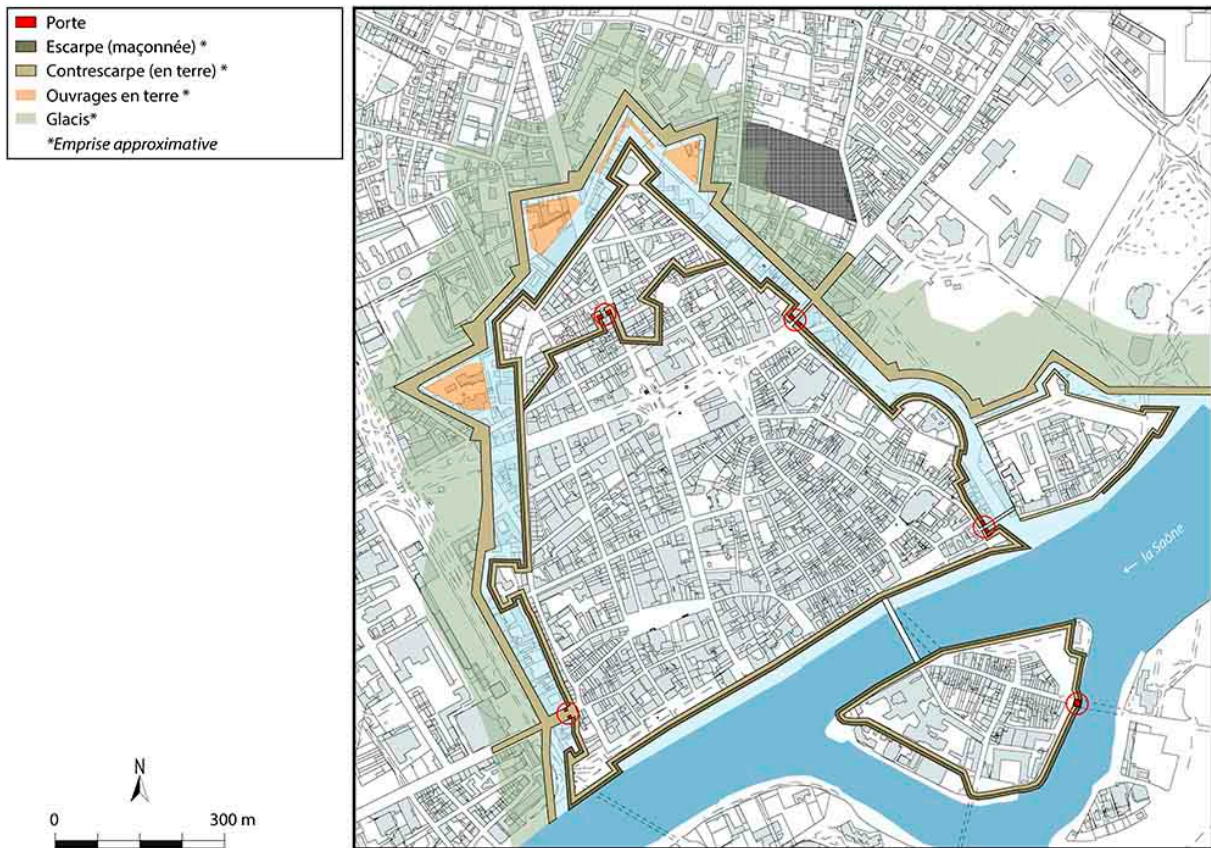 Porte
Escarpe (maçonnée) *
Contrescarpe (en terre) *
Ouvrages en terre *
Glacis*
*Emprise approximative
← la Saône
N
0 300 m